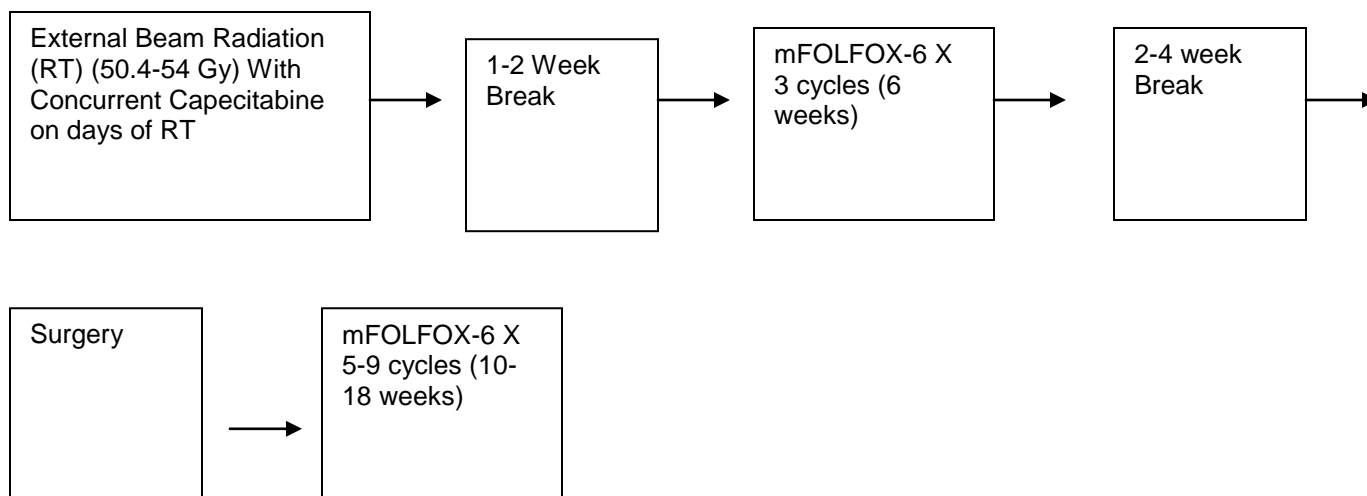 External Beam Radiation
(RT) (50.4-54 Gy) With
Concurrent Capecitabine
on days of RT
1-2 Week
Break
mFOLFOX-6 X
3 cycles (6
weeks)
2-4 week
Break
Surgery
mFOLFOX-6 X
5-9 cycles (10-
18 weeks)